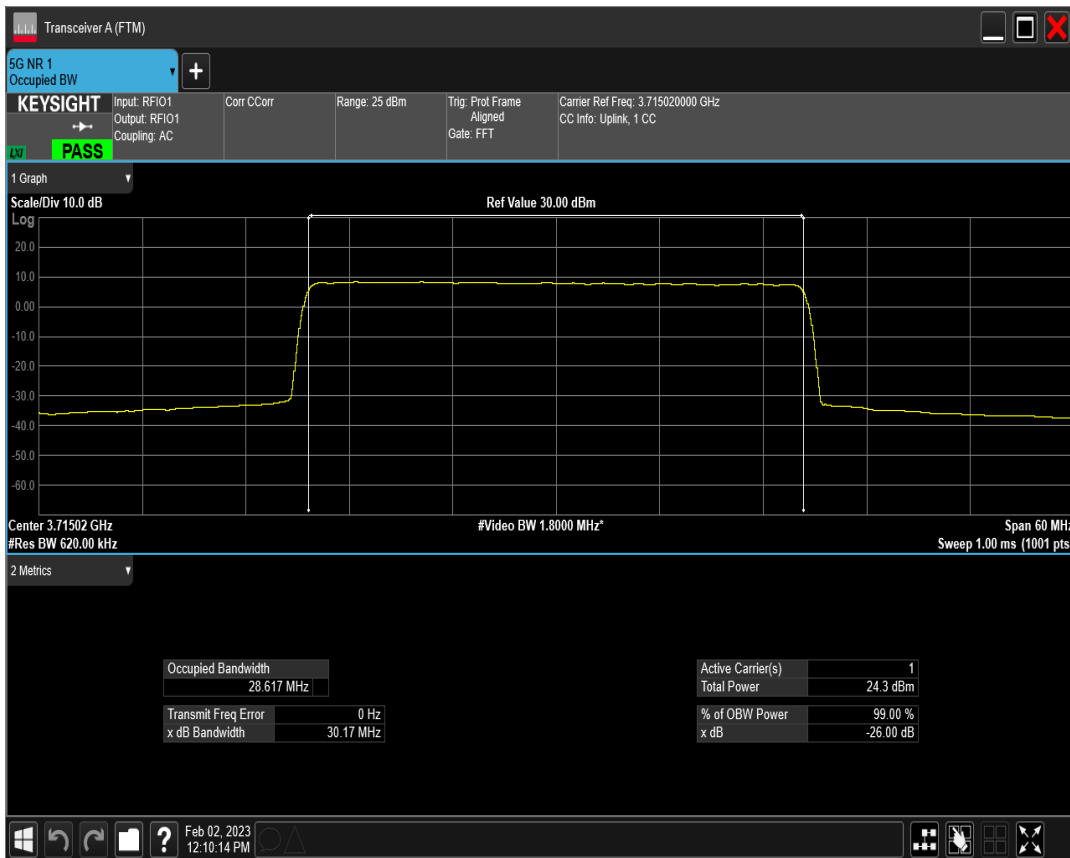 Transceiver A (FTM)
5G NR 1
Occupied BW
+
KEYSIGHT
LXI
PASS
Input: RFIO1
Output: RFIO1
Coupling: AC
Corr CCorr
Range: 25 dBm
Trig: Prot Frame
Aligned
Gate: FFT
Carrier Ref Freq: 3.715020000 GHz
CC Info: Uplink, 1 CC
1 Graph
Scale/Div 10.0 dB
Ref Value 30.00 dBm
Log
20.0
10.0
0.00
-10.0
-20.0
-30.0
-40.0
-50.0
-60.0
Center 3.71502 GHz
#Video BW 1.8000 MHz*
Span 60 MHz
#Res BW 620.00 kHz
Sweep 1.00 ms (1001 pts
2 Metrics
Occupied Bandwidth
28.617 MHz
Transmit Freq Error 0 Hz
x dB Bandwidth 30.17 MHz
Active Carrier(s) 1
Total Power 24.3 dBm
% of OBW Power 99.00 %
x dB -26.00 dB
?
Feb 02, 2023
12:10:14 PM